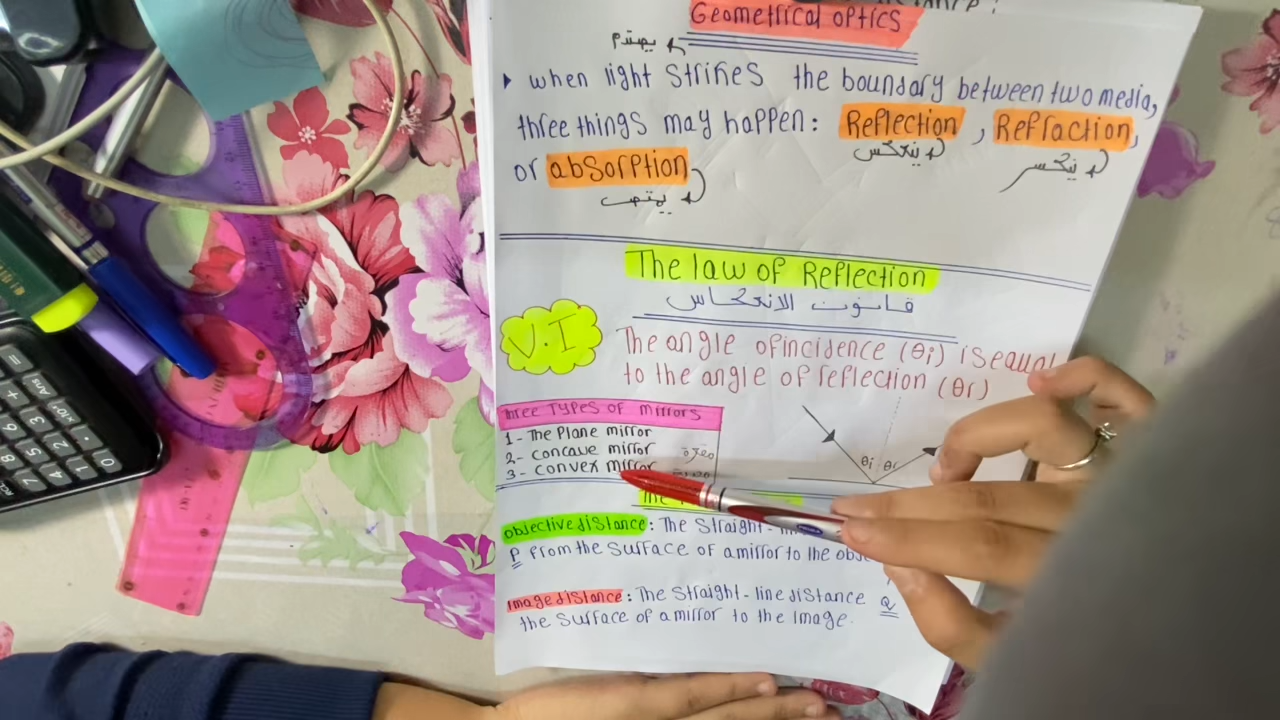 Geometrical optics
يصتدم
when light strikes the boundary between two media,
three things may happen: Reflection, Refraction,
ينعكس ينكسر
or absorption
يمتص
The law of Reflection
قانون الانعكاس
V.I
The angle of incidence (θi) is equal
to the angle of reflection (θr)
Three Types of mirrors
1- The Plane mirror
2- concave mirror
3- convex mirror
θi θr
objective distance: The Straight-
P from the surface of a mirror to the
Image distance: The Straight-line distance Q
the surface of a mirror to the Image.